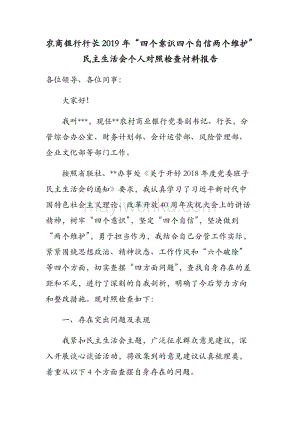 农商银行行长 2019 年“四个意识四个自信两个维护”
民主生活会个人对照检查材料报告
各位领导、各位同事：
大家好！
我叫***，现任**农村商业银行党委副书记、行长，分
管综合办公室、财务计划部、会计运营部、风险管理部、
企业文化部等部门工作。
按照省联社、**办事处《关于开好 2018 年度党委班子
民主生活会的通知》要求，我认真学习了习近平新时代中
国特色社会主义理论、改革开放 40 周年庆祝大会上的讲话
精神，树牢“四个意识”，坚定“四个自信”，坚决做到
“两个维护”，勇于担当作为，我结合自己分管工作实际，
紧紧围绕思想政治、精神状态、工作作风和“六个破除”
等四个方面，切实查摆“四方面问题”，查找自身存在的差
距和不足，进行了深刻的自我剖析，明确了今后努力方向
和整改措施。现对照检查如下：
一、存在突出问题及表现
我紧扣民主生活会主题，广泛征求群众意见建议，深
入开展谈心谈话活动，将收集到的意见建议认真梳理，着
重从以下 4 个方面查摆自身存在的问题。